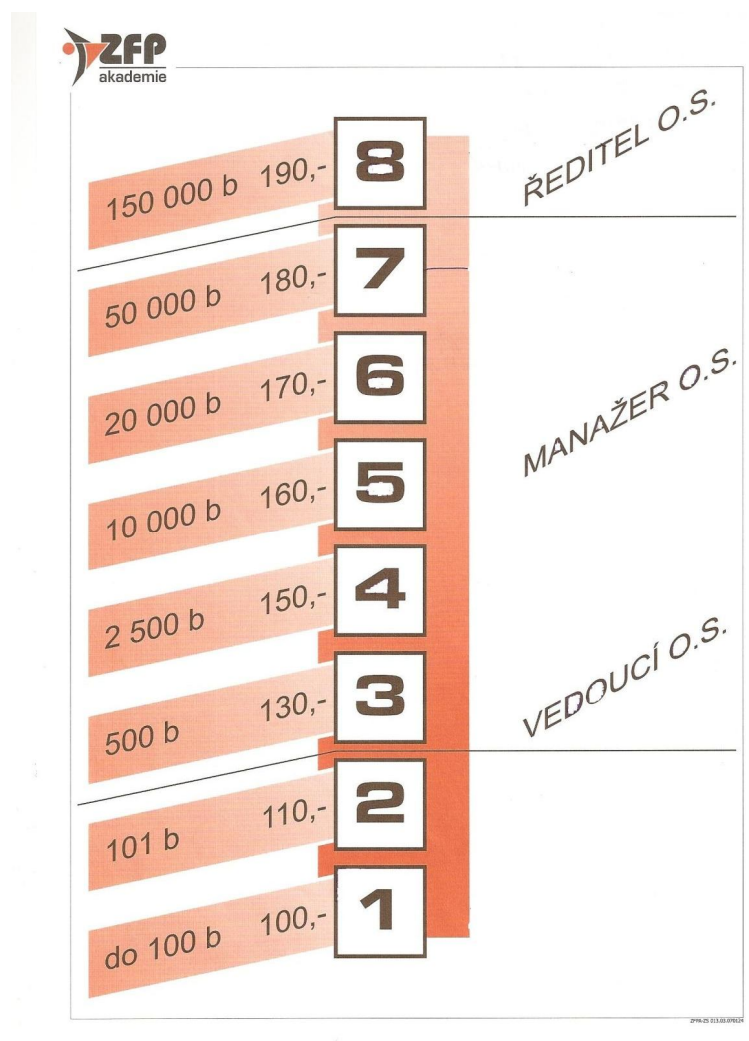 ZFP
akademie
150 000 b 190,- 8
ŘEDITEL O.S.
50 000 b 180,- 7
20 000 b 170,- 6
MANAŽER O.S.
10 000 b 160,- 5
2 500 b 150,- 4
500 b 130,- 3
VEDOUCÍ O.S.
101 b 110,- 2
do 100 b 100,- 1